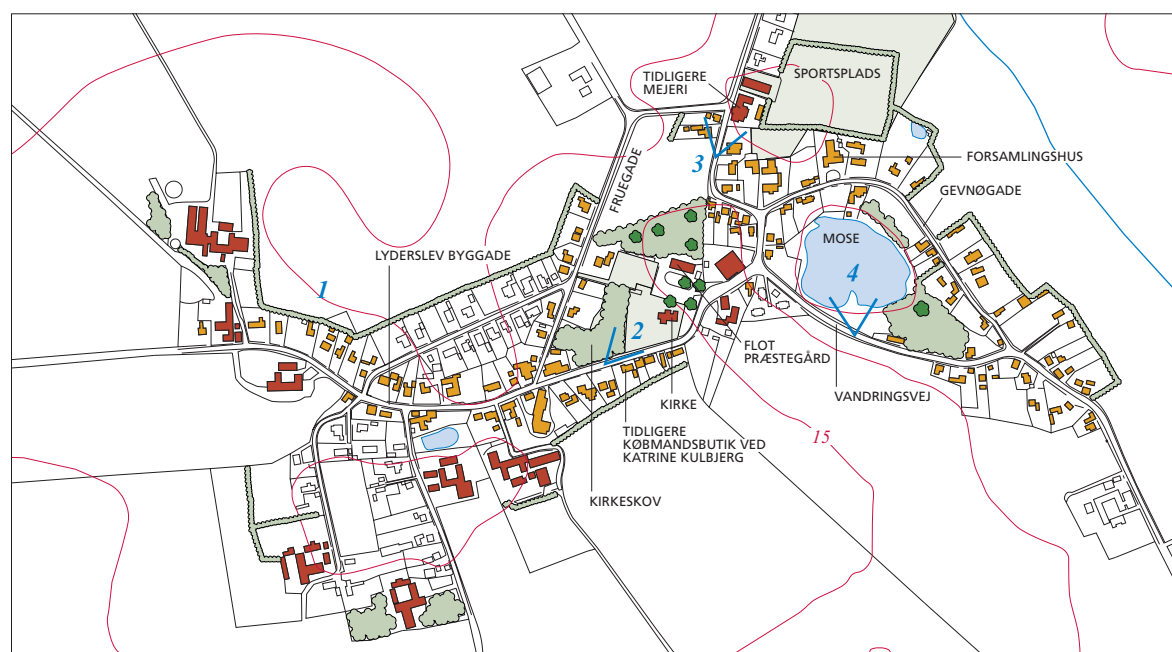 TIDLIGERE
MEJERI
SPORTSPLADS
3
FORSAMLINGSHUS
FRUEGADE
GEVNØGADE
MOSE
LYDERSLEV BYGGADE
4
1
2
FLOT
PRÆSTEGÅRD
VANDRINGSVEJ
KIRKE
TIDLIGERE
KØBMANDSBUTIK VED
KATRINE KULBJERG
15
KIRKESKOV